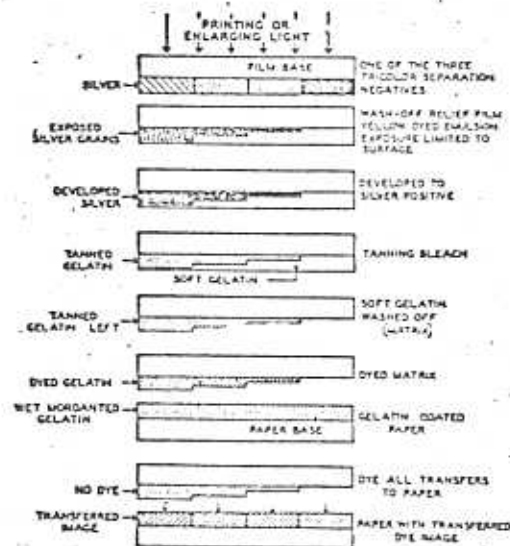 PRINTING OR
ENLARGING LIGHT
FILM BASE
SILVER
ONE OF THE THREE
TRICOLOR SEPARATION
NEGATIVES
EXPOSED
SILVER GRAINS
WASH-OFF RELIEF FILM
YELLOW DYED EMULSION
EXPOSURE LIMITED TO
SURFACE
DEVELOPED
SILVER
DEVELOPED TO
SILVER POSITIVE
TANNED
GELATIN
TANNING BLEACH
SOFT GELATIN
TANNED
GELATIN LEFT
SOFT GELATIN
WASHED OFF
(MATRIX)
DYED GELATIN
DYED MATRIX
WET MORDANTED
GELATIN
GELATIN COATED
PAPER
PAPER BASE
NO DYE
DYE ALL TRANSFERS
TO PAPER
TRANSFERRED
IMAGE
PAPER WITH TRANSFERRED
DYE IMAGE